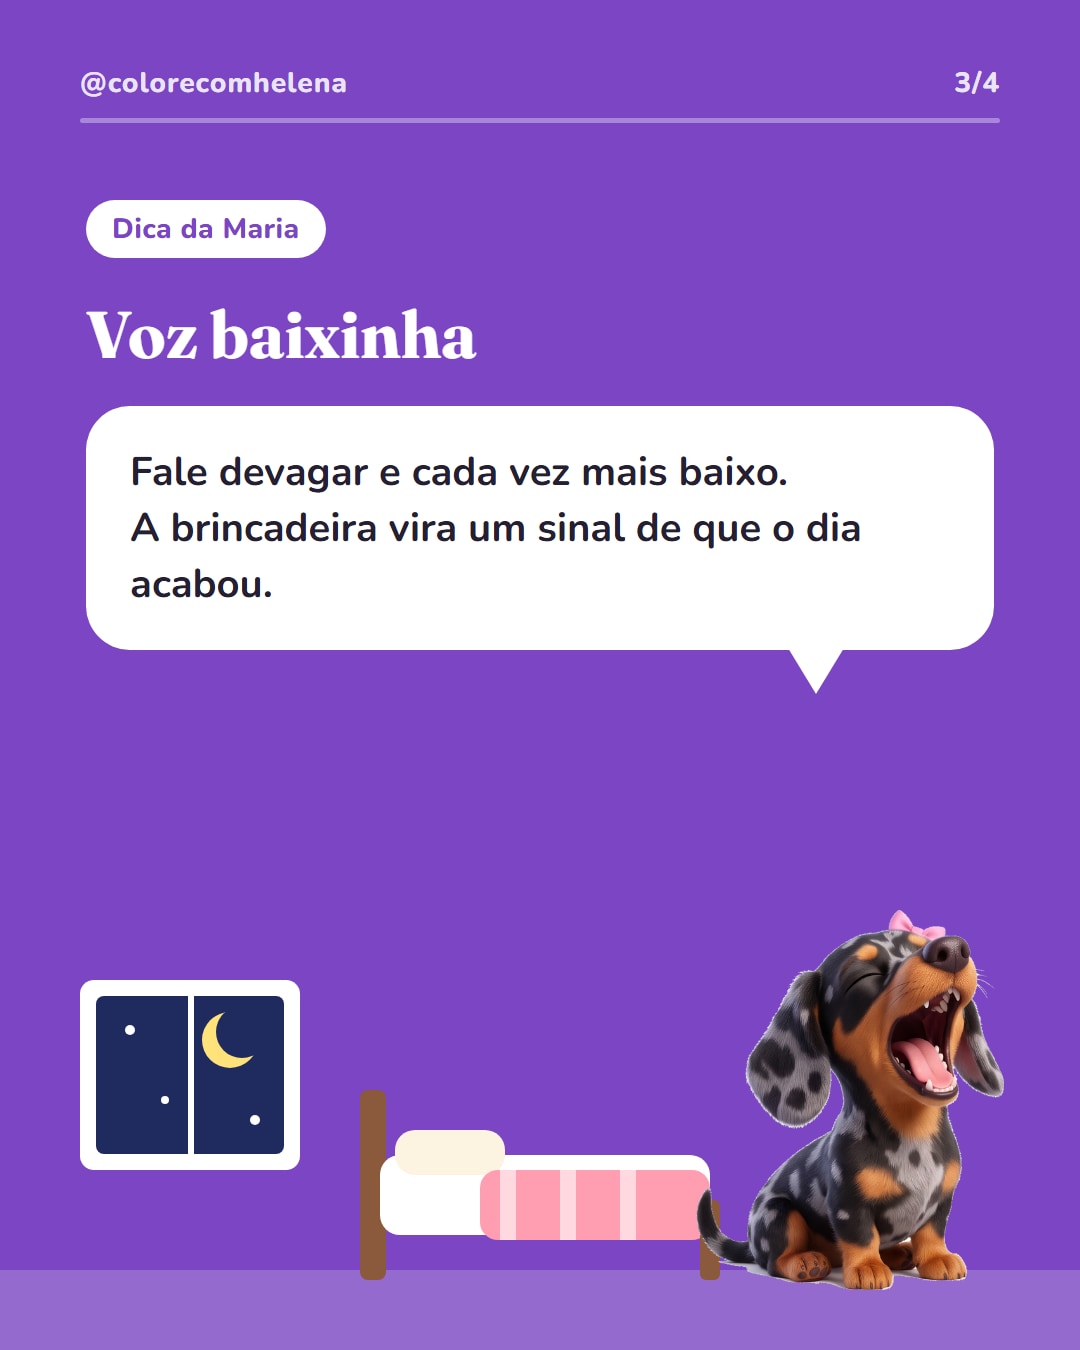 @colorecomhelena
3/4
Dica da Maria
Voz baixinha
Fale devagar e cada vez mais baixo.
A brincadeira vira um sinal de que o dia
acabou.